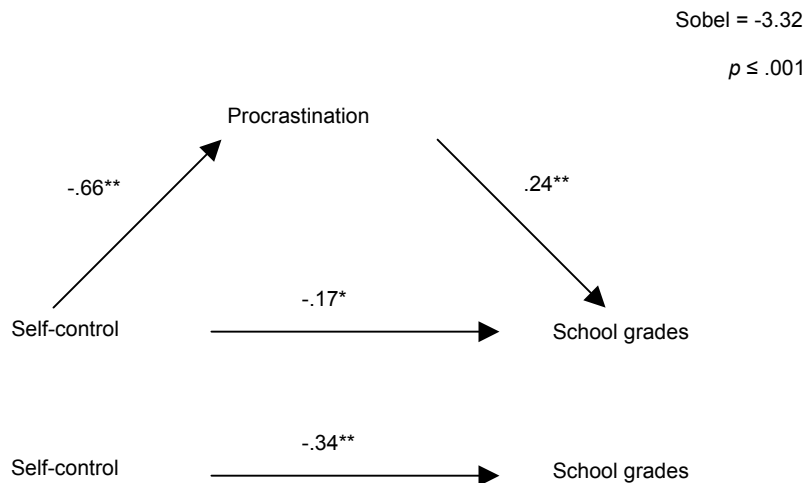 Sobel = -3.32
p ≤ .001
Procrastination
-.66**
.24**
-.17*
Self-control
School grades
-.34**
Self-control
School grades